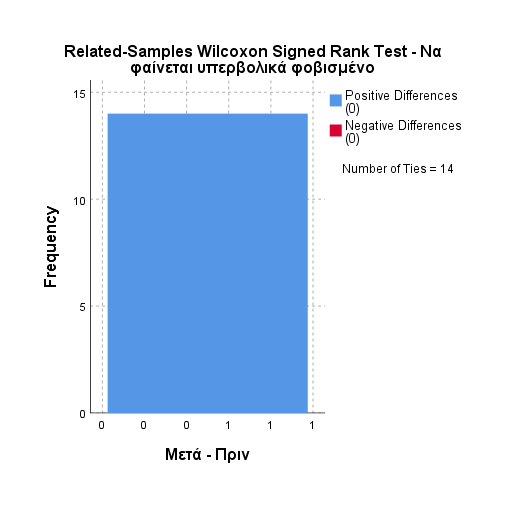 Related-Samples Wilcoxon Signed Rank Test - Να
φαίνεται υπερβολικά φοβισμένο
Positive Differences
(0)
Negative Differences
(0)
Number of Ties = 14
Frequency
15
10
5
0
0 0 0 1 1 1
Μετά - Πριν